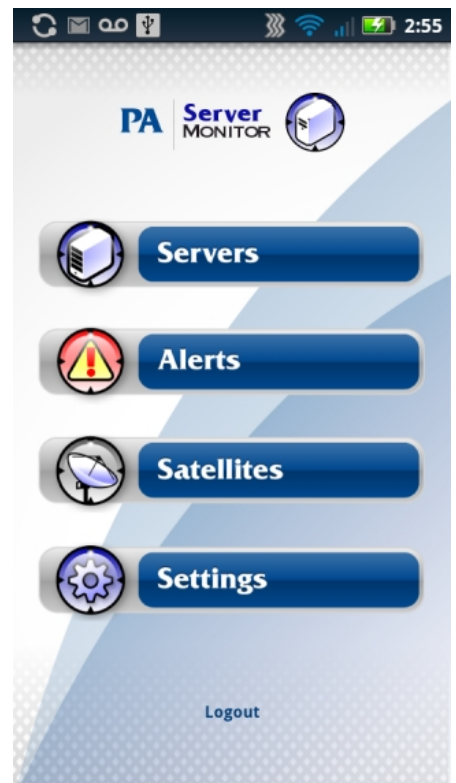 2:55
PA Server
MONITOR
Servers
Alerts
Satellites
Settings
Logout